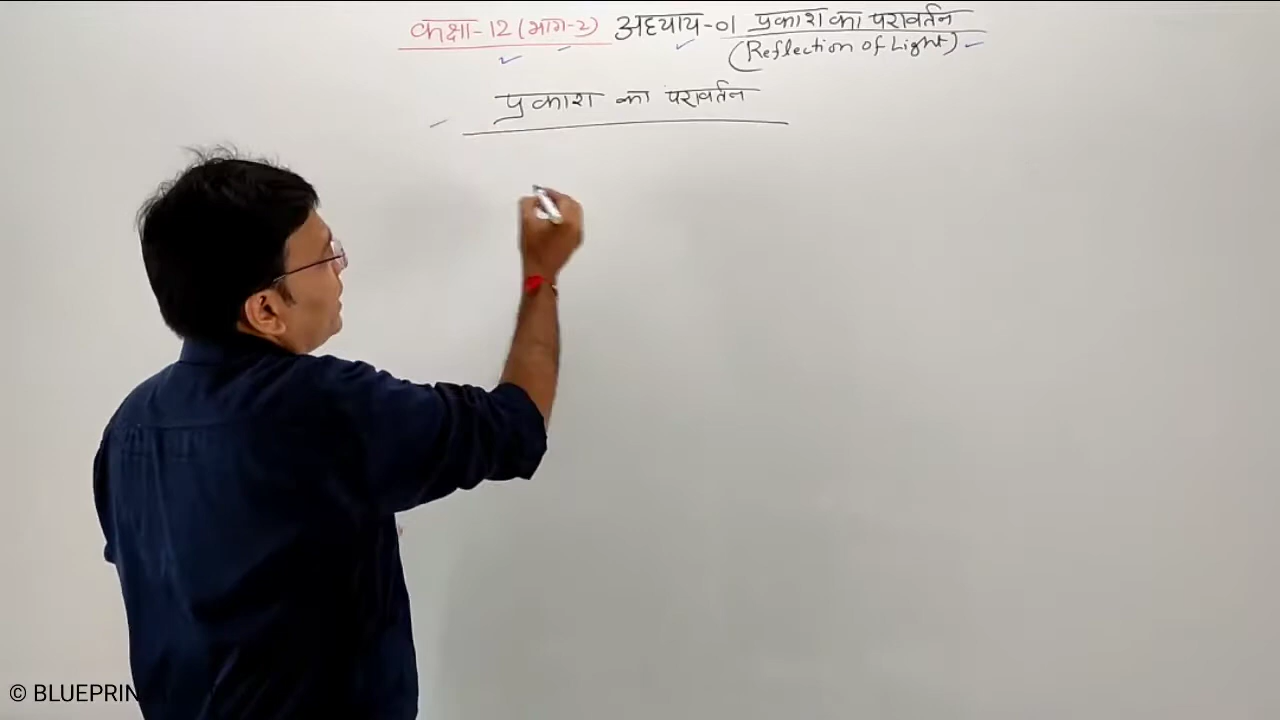 कक्षा-12 (भाग-2) अध्याय-01 प्रकाश का परावर्तन
(Reflection of Light)
प्रकाश का परावर्तन
© BLUEPRIN